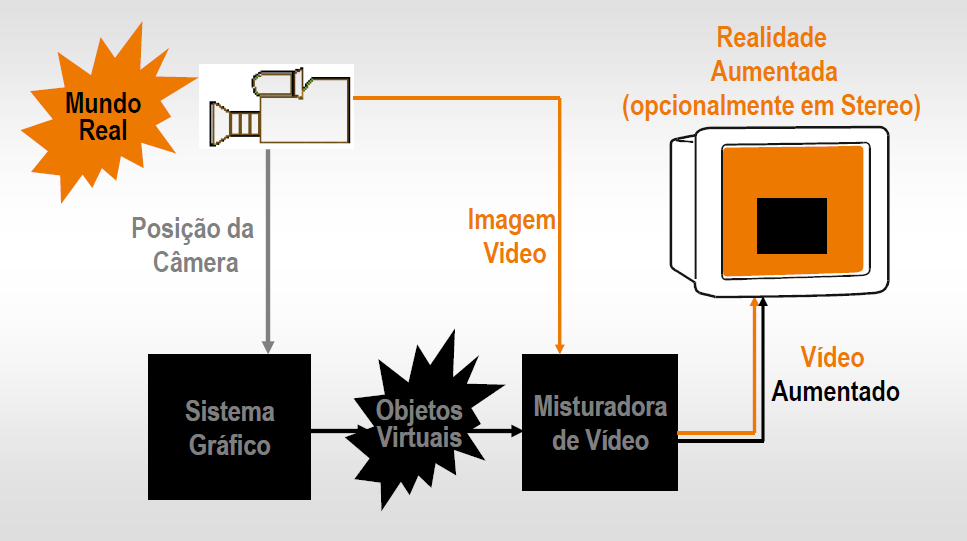 Realidade
Aumentada
(opcionalmente em Stereo)
Mundo
Real
Posição da
Câmera
Imagem
Video
Sistema
Gráfico
Objetos
Virtuais
Misturadora
de Vídeo
Vídeo
Aumentado